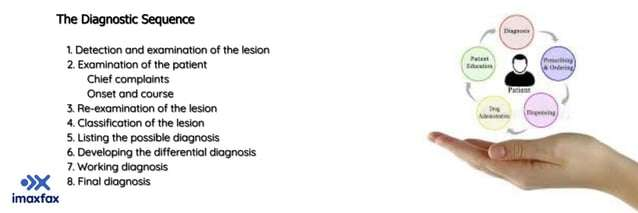 The Diagnostic Sequence
1. Detection and examination of the lesion
2. Examination of the patient
Chief complaints
Onset and course
3. Re-examination of the lesion
4. Classification of the lesion
5. Listing the possible diagnosis
6. Developing the differential diagnosis
7. Working diagnosis
8. Final diagnosis
imaxfax
Diagnosis
Patient
Education
Prescribing
& Ordering
Patient
Drug
Dispensing